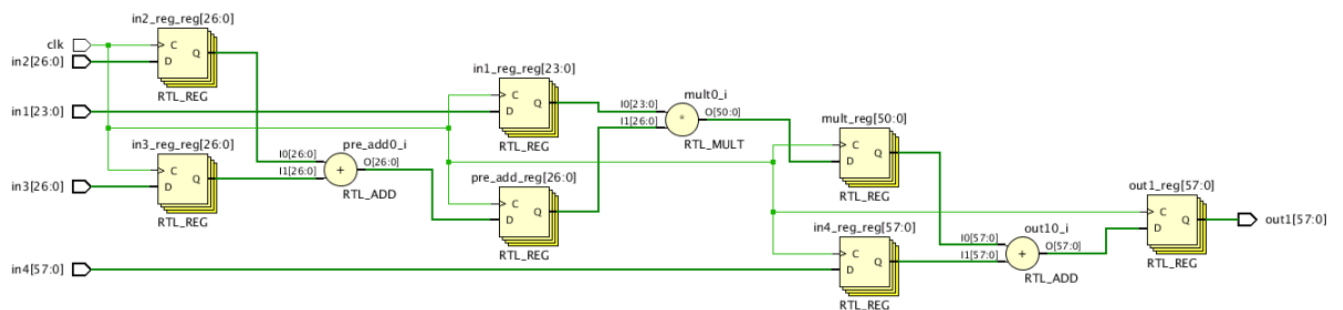 in2_reg_reg[26:0]
clk
in2[26:0]
C
D
Q
RTL_REG
in1[23:0]
in1_reg_reg[23:0]
C
D
Q
RTL_REG
mult0_i
I0[23:0]
I1[26:0]
*
O[50:0]
RTL_MULT
mult_reg[50:0]
C
D
Q
RTL_REG
in3_reg_reg[26:0]
in3[26:0]
C
D
Q
RTL_REG
pre_add0_i
I0[26:0]
I1[26:0]
+
O[26:0]
RTL_ADD
pre_add_reg[26:0]
C
D
Q
RTL_REG
in4[57:0]
in4_reg_reg[57:0]
C
D
Q
RTL_REG
out10_i
I0[57:0]
I1[57:0]
+
O[57:0]
RTL_ADD
out1_reg[57:0]
C
D
Q
RTL_REG
out1[57:0]